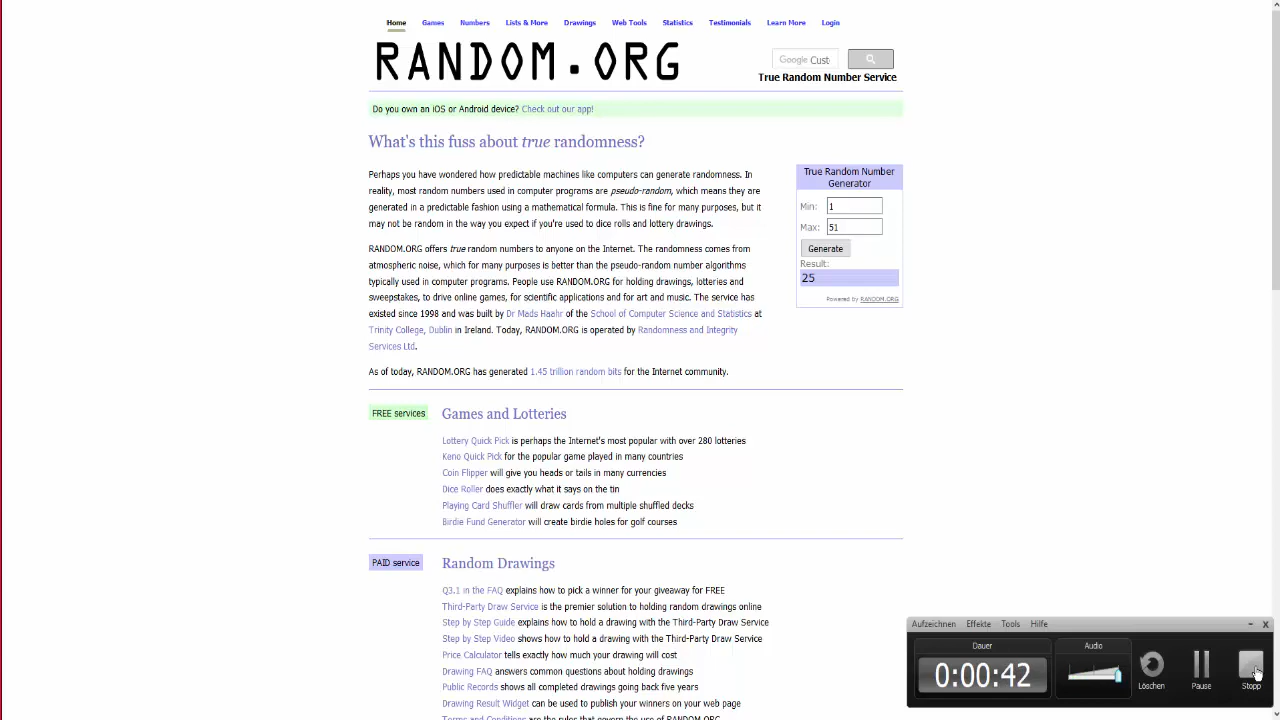 Home Games Numbers Lists & More Drawings Web Tools Statistics Testimonials Learn More Login
RANDOM.ORG
Google Cust
True Random Number Service
Do you own an iOS or Android device? Check out our app!
What's this fuss about true randomness?
Perhaps you have wondered how predictable machines like computers can generate randomness. In
reality, most random numbers used in computer programs are pseudo-random, which means they are
generated in a predictable fashion using a mathematical formula. This is fine for many purposes, but it
may not be random in the way you expect if you're used to dice rolls and lottery drawings.
RANDOM.ORG offers true random numbers to anyone on the Internet. The randomness comes from
atmospheric noise, which for many purposes is better than the pseudo-random number algorithms
typically used in computer programs. People use RANDOM.ORG for holding drawings, lotteries and
sweepstakes, to drive online games, for scientific applications and for art and music. The service has
existed since 1998 and was built by Dr Mads Haahr of the School of Computer Science and Statistics at
Trinity College, Dublin in Ireland. Today, RANDOM.ORG is operated by Randomness and Integrity
Services Ltd.
As of today, RANDOM.ORG has generated 1.45 trillion random bits for the Internet community.
True Random Number
Generator
Min: 1
Max: 51
Generate
Result:
25
Powered by RANDOM.ORG
FREE services
Games and Lotteries
Lottery Quick Pick is perhaps the Internet's most popular with over 280 lotteries
Keno Quick Pick for the popular game played in many countries
Coin Flipper will give you heads or tails in many currencies
Dice Roller does exactly what it says on the tin
Playing Card Shuffler will draw cards from multiple shuffled decks
Birdie Fund Generator will create birdie holes for golf courses
PAID service
Random Drawings
Q3.1 in the FAQ explains how to pick a winner for your giveaway for FREE
Third-Party Draw Service is the premier solution to holding random drawings online
Step by Step Guide explains how to hold a drawing with the Third-Party Draw Service
Step by Step Video shows how to hold a drawing with the Third-Party Draw Service
Price Calculator tells exactly how much your drawing will cost
Drawing FAQ answers common questions about holding drawings
Public Records shows all completed drawings going back five years
Drawing Result Widget can be used to publish your winners on your web page
Terms and Conditions are the rules that govern the use of RANDOM.ORG
Aufzeichnen Effekte Tools Hilfe
Dauer
0:00:42
Audio
Löschen
Pause
Stopp